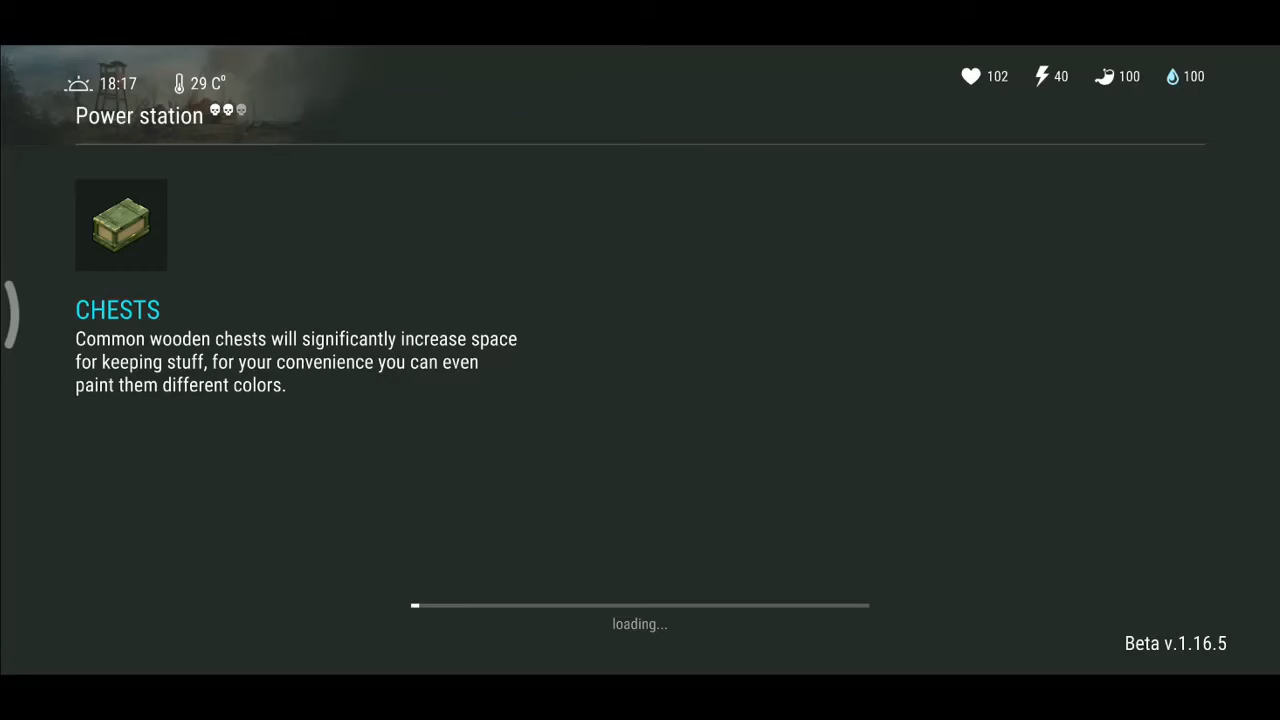 18:17 29 C° 102 40 100 100
Power station
CHESTS
Common wooden chests will significantly increase space
for keeping stuff, for your convenience you can even
paint them different colors.
loading...
Beta v.1.16.5